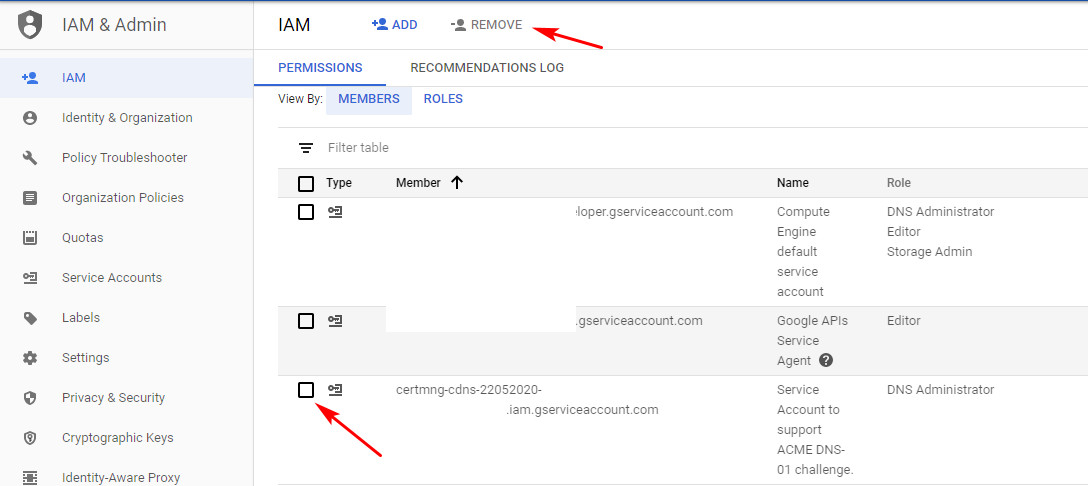 IAM & Admin
IAM
ADD
REMOVE
IAM
Identity & Organization
Policy Troubleshooter
Organization Policies
Quotas
Service Accounts
Labels
Settings
Privacy & Security
Cryptographic Keys
Identity-Aware Proxy
PERMISSIONS
RECOMMENDATIONS LOG
View By:
MEMBERS
ROLES
Filter table
Type
Member
Name
Role
loper.gserviceaccount.com
Compute
Engine
default
service
account
DNS Administrator
Editor
Storage Admin
.gserviceaccount.com
Google APIs
Service
Agent ?
Editor
certmng-cdns-22052020-
.iam.gserviceaccount.com
Service
Account to
support
ACME DNS-
01 challenge.
DNS Administrator